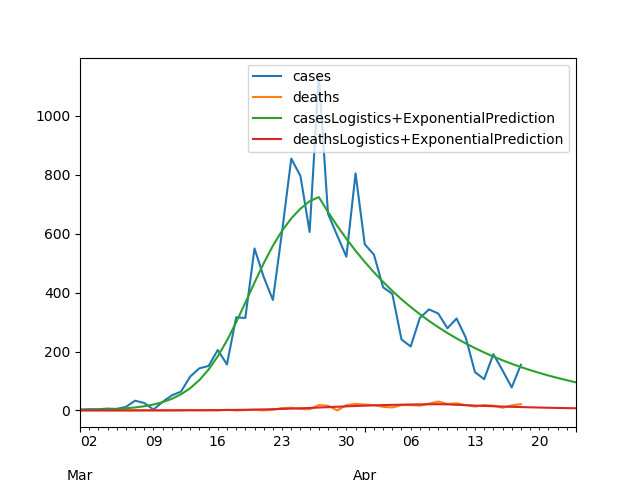 cases
deaths
casesLogistics+ExponentialPrediction
deathsLogistics+ExponentialPrediction
1000
800
600
400
200
0
02 09 16 23 30 06 13 20
Mar Apr